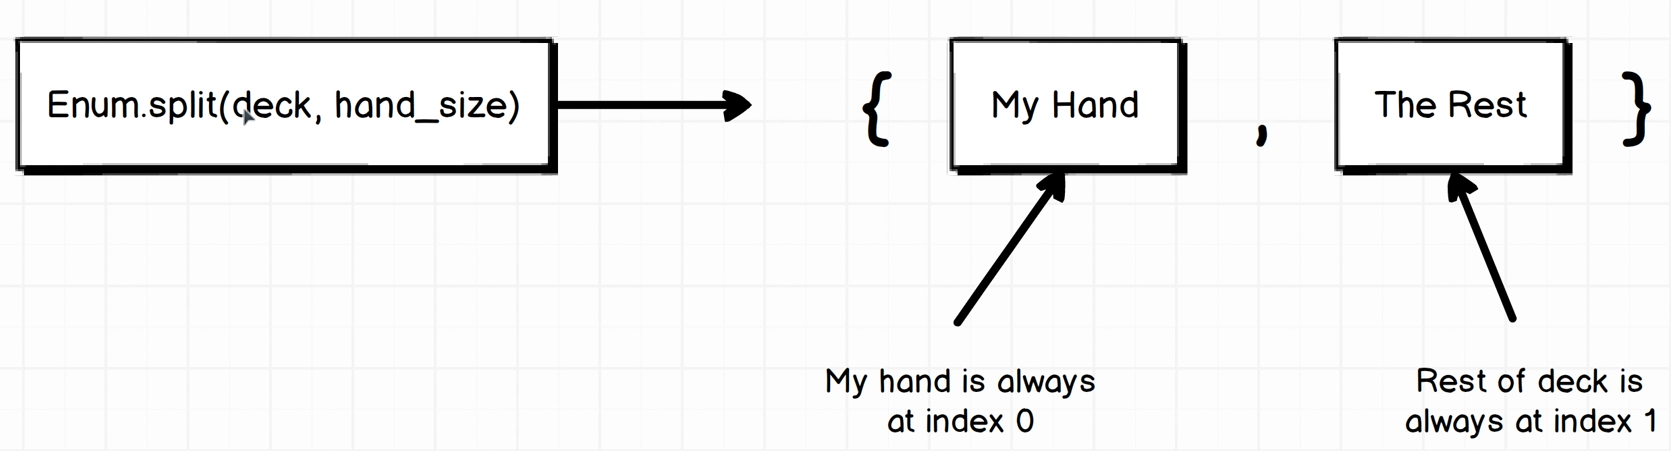 Enum.split(deck, hand_size)
{ My Hand , The Rest }
My hand is always
at index 0
Rest of deck is
always at index 1